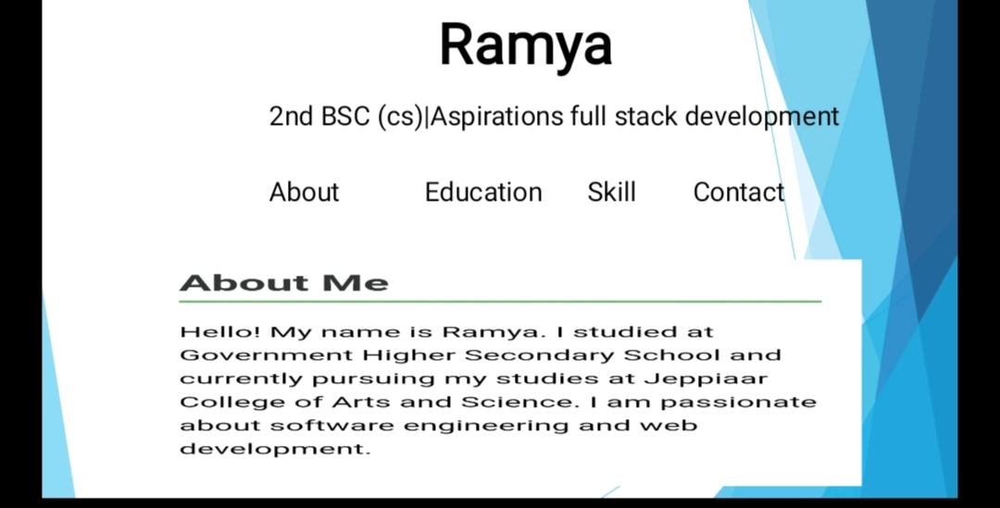 Ramya
2nd BSC (cs)|Aspirations full stack development
About Education Skill Contact
About Me
Hello! My name is Ramya. I studied at
Government Higher Secondary School and
currently pursuing my studies at Jeppiaar
College of Arts and Science. I am passionate
about software engineering and web
development.